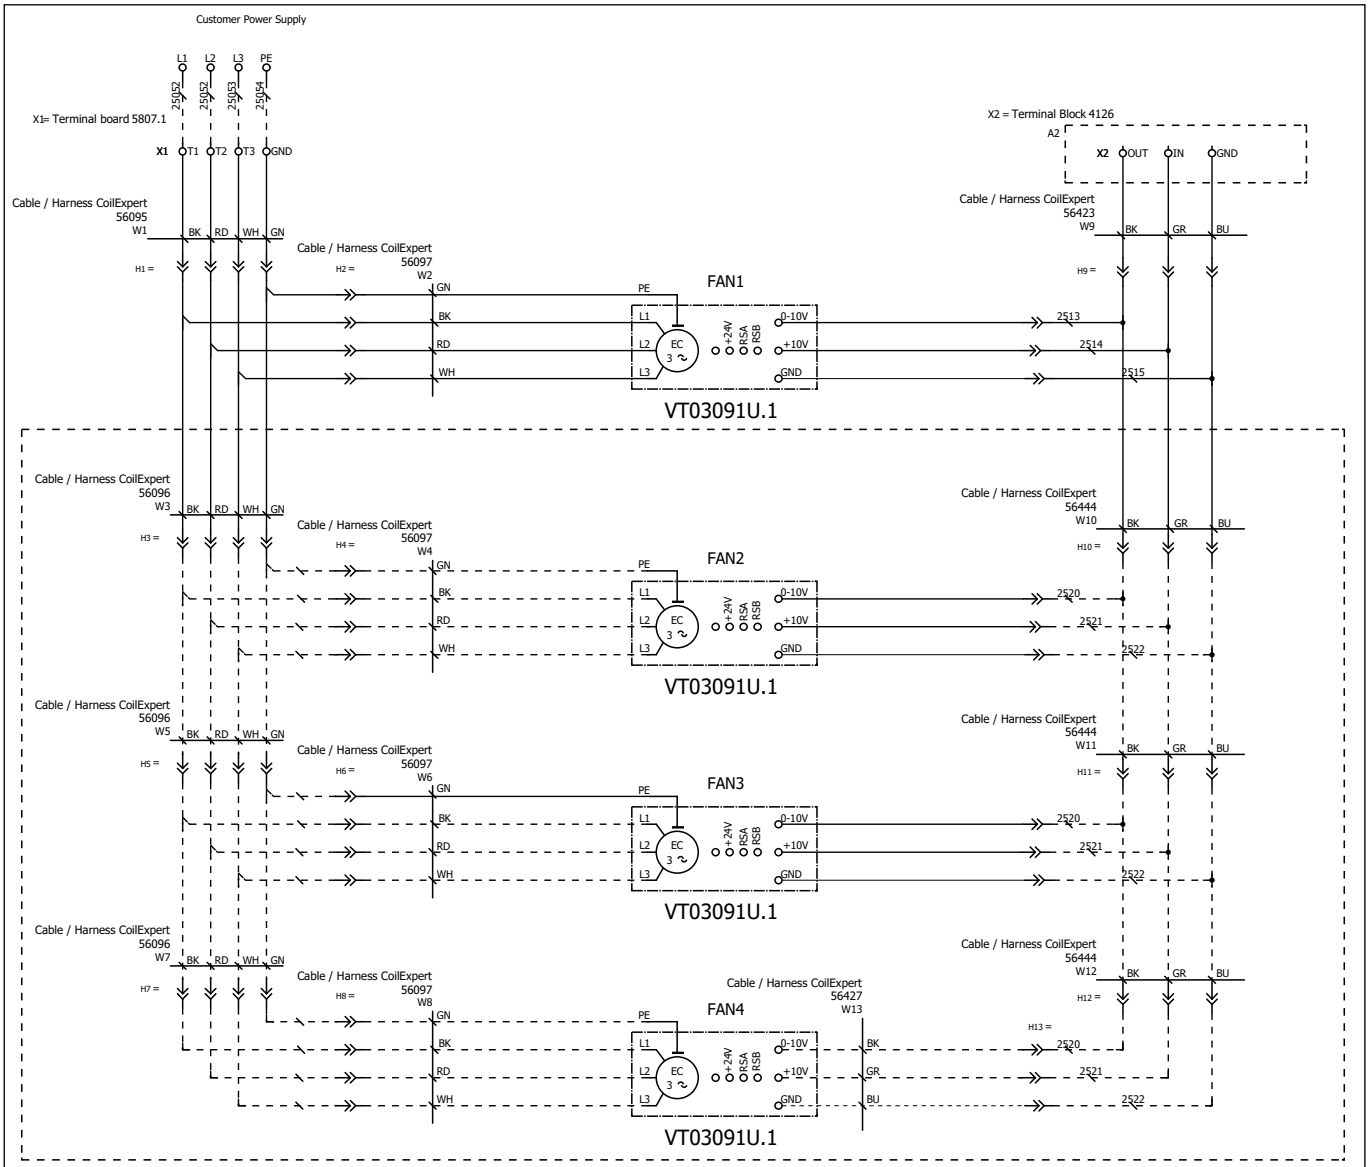 Customer Power Supply
L1 L2 L3 PE
25052 25052 25053 25054
X1= Terminal board 5807.1
X1 T1 T2 T3 GND
X2 = Terminal Block 4126
A2
X2 OUT IN GND
Cable / Harness CoilExpert
56095
W1
BK RD WH GN
H1 =
Cable / Harness CoilExpert
56097
W2
H2 =
GN
BK
RD
WH
FAN1
PE
L1
L2
L3
EC
3 ~
+24V
RSA
RSB
0-10V
+10V
GND
VT03091U.1
Cable / Harness CoilExpert
56423
W9
BK GR BU
H9 =
2513
2514
2515
Cable / Harness CoilExpert
56096
W3
BK RD WH GN
H3 =
Cable / Harness CoilExpert
56097
W4
H4 =
GN
BK
RD
WH
FAN2
PE
L1
L2
L3
EC
3 ~
+24V
RSA
RSB
0-10V
+10V
GND
VT03091U.1
Cable / Harness CoilExpert
56444
W10
BK GR BU
H10 =
2520
2521
2522
Cable / Harness CoilExpert
56096
W5
BK RD WH GN
H5 =
Cable / Harness CoilExpert
56097
W6
H6 =
GN
BK
RD
WH
FAN3
PE
L1
L2
L3
EC
3 ~
+24V
RSA
RSB
0-10V
+10V
GND
VT03091U.1
Cable / Harness CoilExpert
56444
W11
BK GR BU
H11 =
2520
2521
2522
Cable / Harness CoilExpert
56096
W7
BK RD WH GN
H7 =
Cable / Harness CoilExpert
56097
W8
H8 =
GN
BK
RD
WH
FAN4
PE
L1
L2
L3
EC
3 ~
+24V
RSA
RSB
0-10V
+10V
GND
VT03091U.1
Cable / Harness CoilExpert
56427
W13
BK
GR
BU
H13 =
Cable / Harness CoilExpert
56444
W12
BK GR BU
H12 =
2520
2521
2522